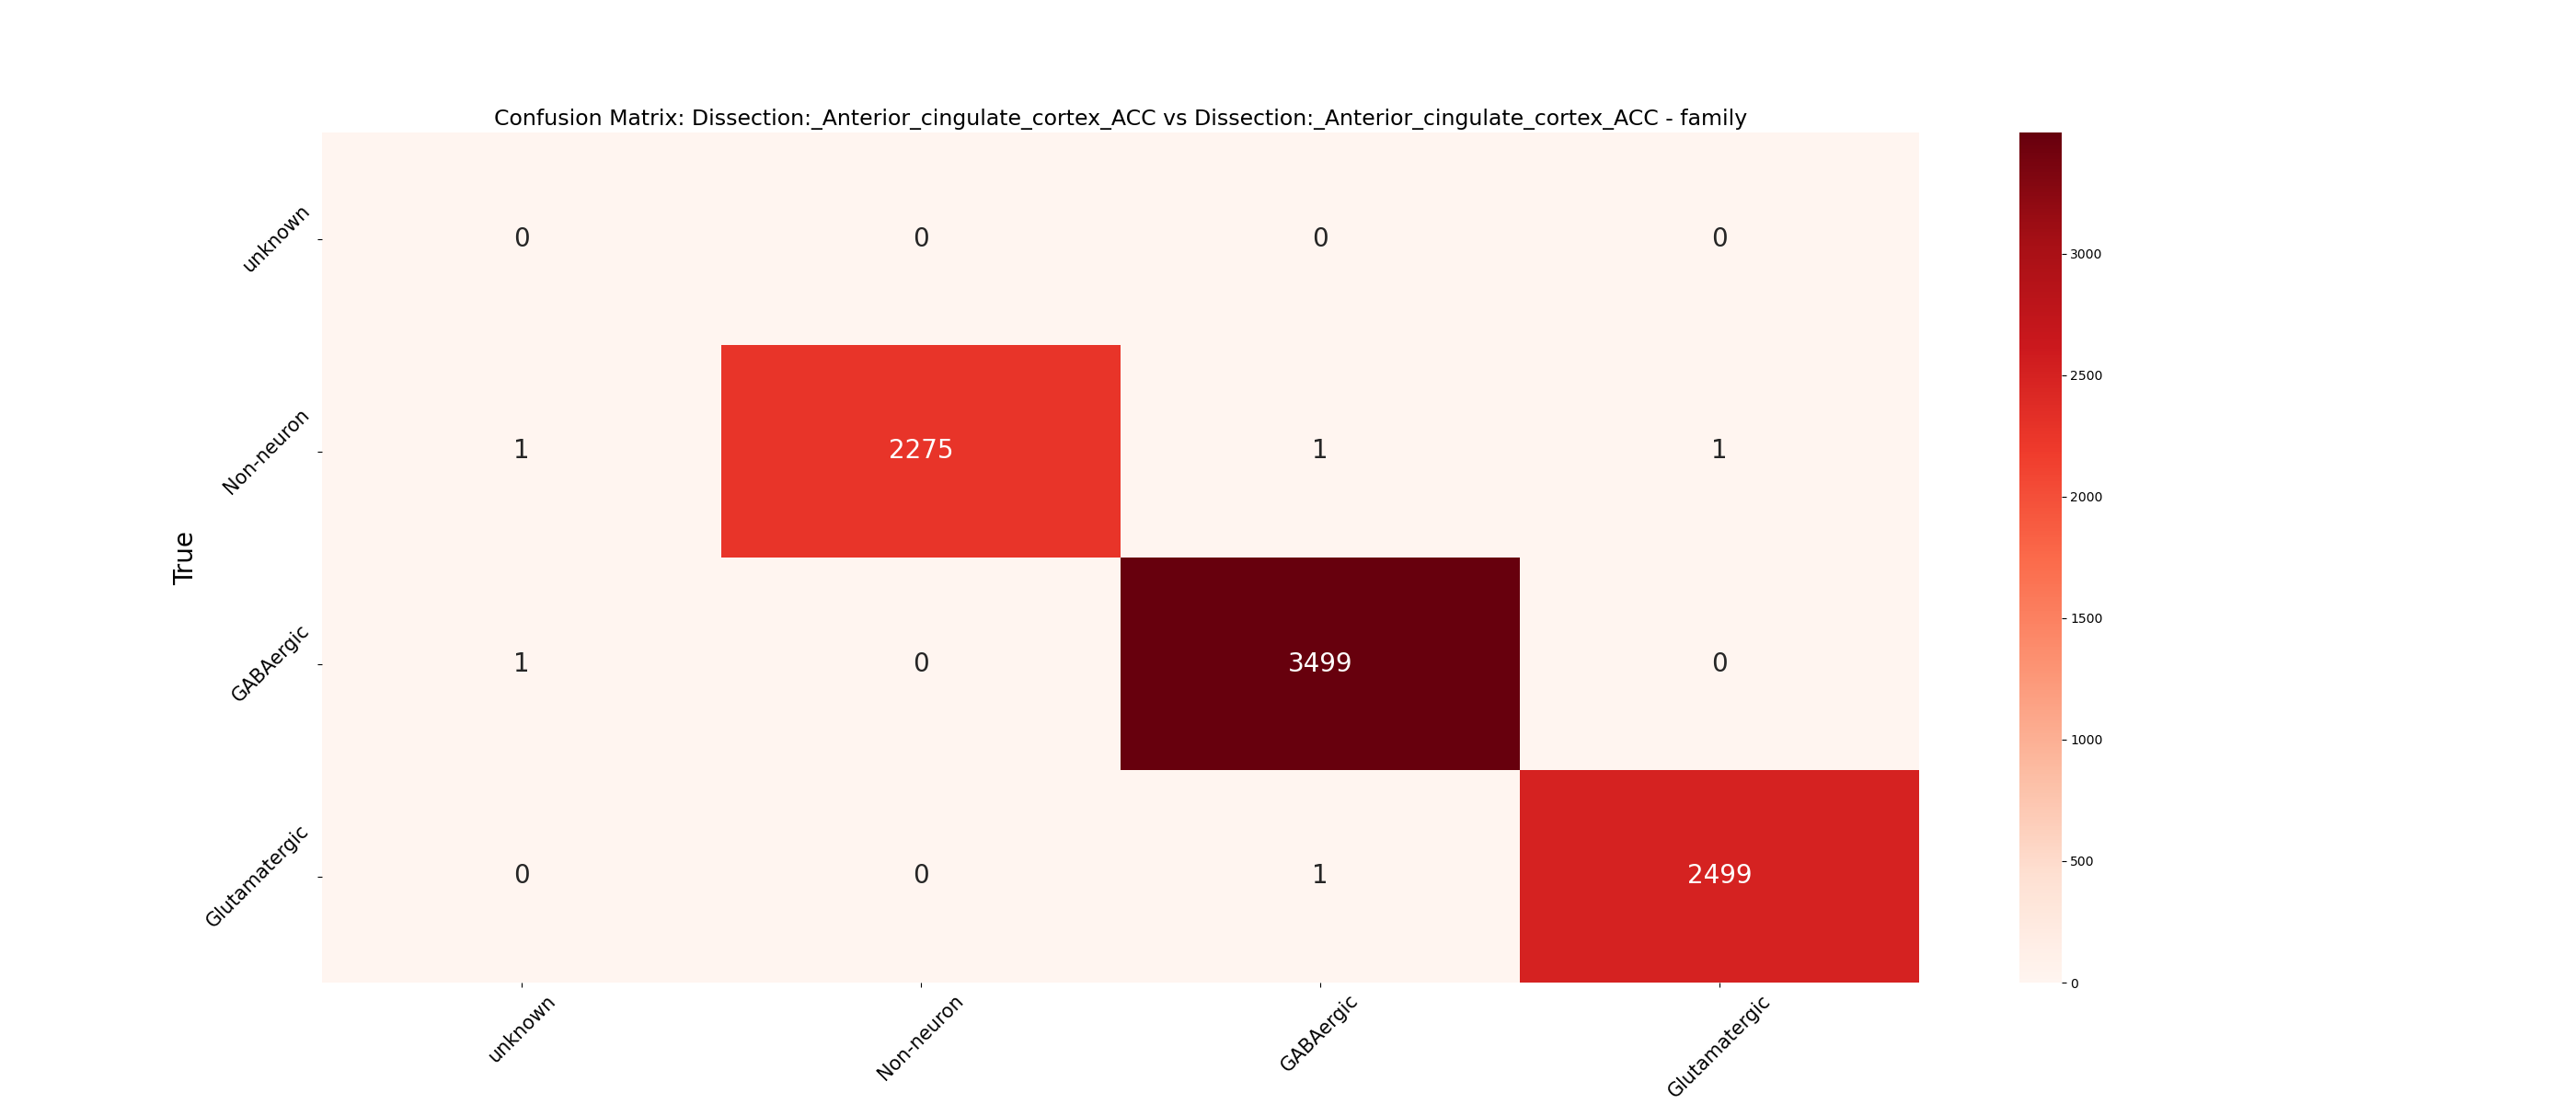 Confusion Matrix: Dissection:_Anterior_cingulate_cortex_ACC vs Dissection:_Anterior_cingulate_cortex_ACC - family
True
unknown 0 0 0 0
Non-neuron 1 2275 1 1
GABAergic 1 0 3499 0
Glutamatergic 0 0 1 2499
unknown Non-neuron GABAergic Glutamatergic
3000
2500
2000
1500
1000
500
0